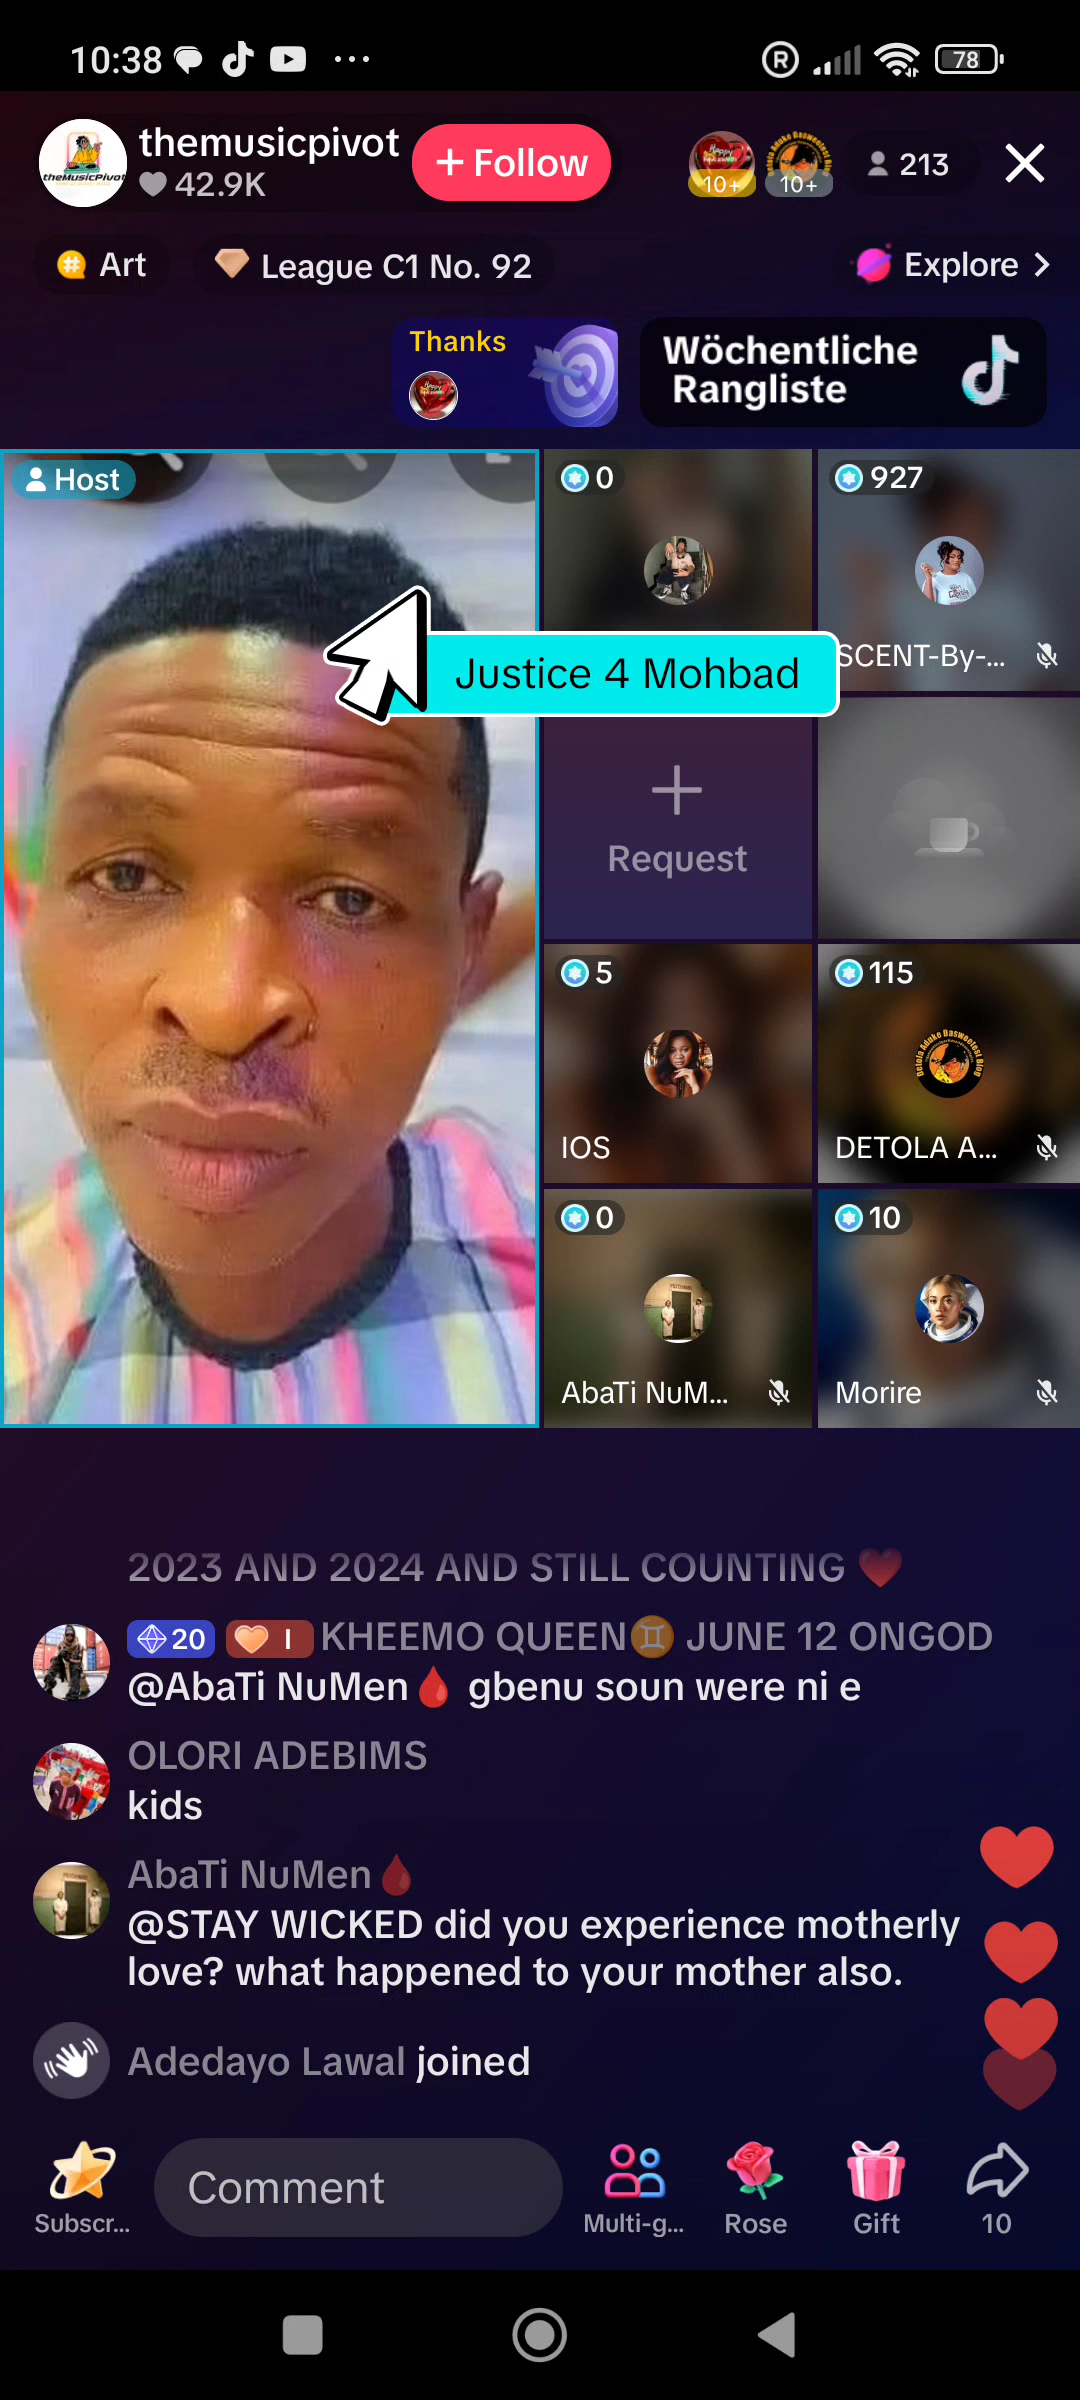 10:38
78
themusicpivot
42.9K
+ Follow
10+
10+
213
theMusicPivot
Art
League C1 No. 92
Explore
Thanks
Wöchentliche
Rangliste
Host
0
927
Justice 4 Mohbad
SCENT-By-...
Request
5
115
IOS
DETOLA A...
0
10
AbaTi NuM...
Morire
2023 AND 2024 AND STILL COUNTING ❤️
20 I KHEEMO QUEEN♊ JUNE 12 ONGOD
@AbaTi NuMen🩸 gbenu soun were ni e
OLORI ADEBIMS
kids
AbaTi NuMen🩸
@STAY WICKED did you experience motherly
love? what happened to your mother also.
Adedayo Lawal joined
Subscr...
Comment
Multi-g...
Rose
Gift
10